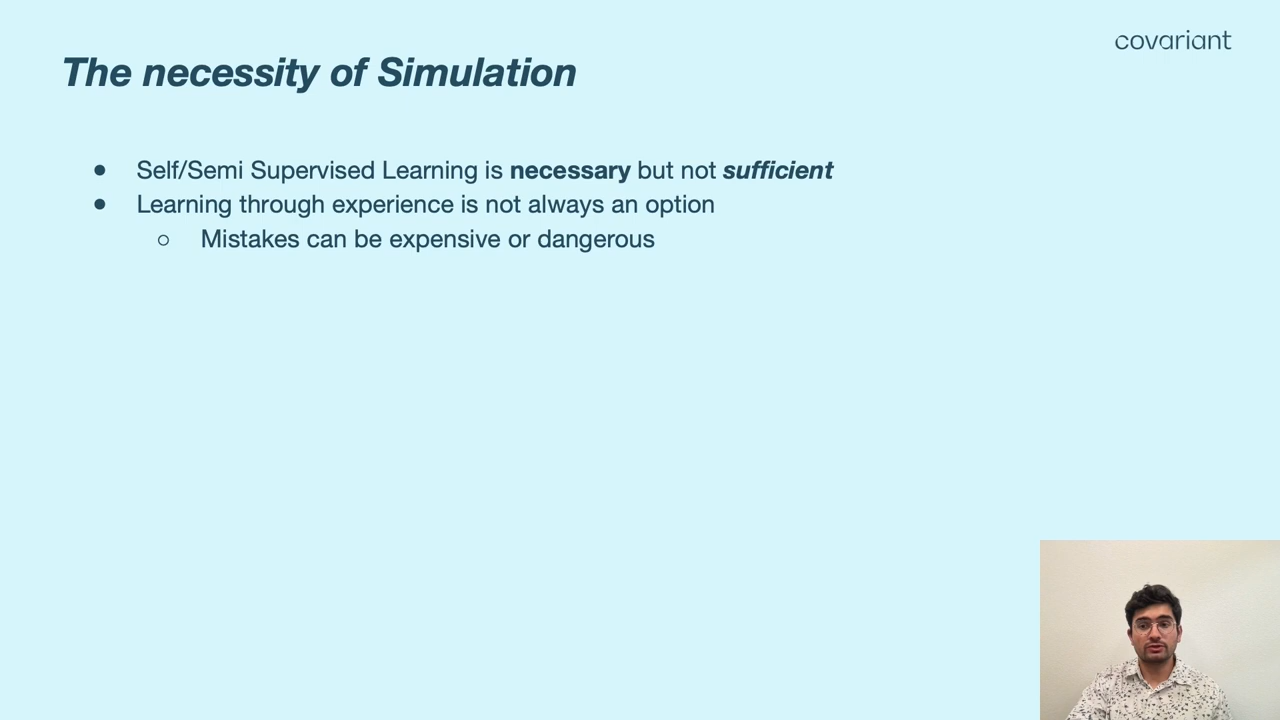 covariant
The necessity of Simulation
● Self/Semi Supervised Learning is necessary but not sufficient
● Learning through experience is not always an option
○ Mistakes can be expensive or dangerous